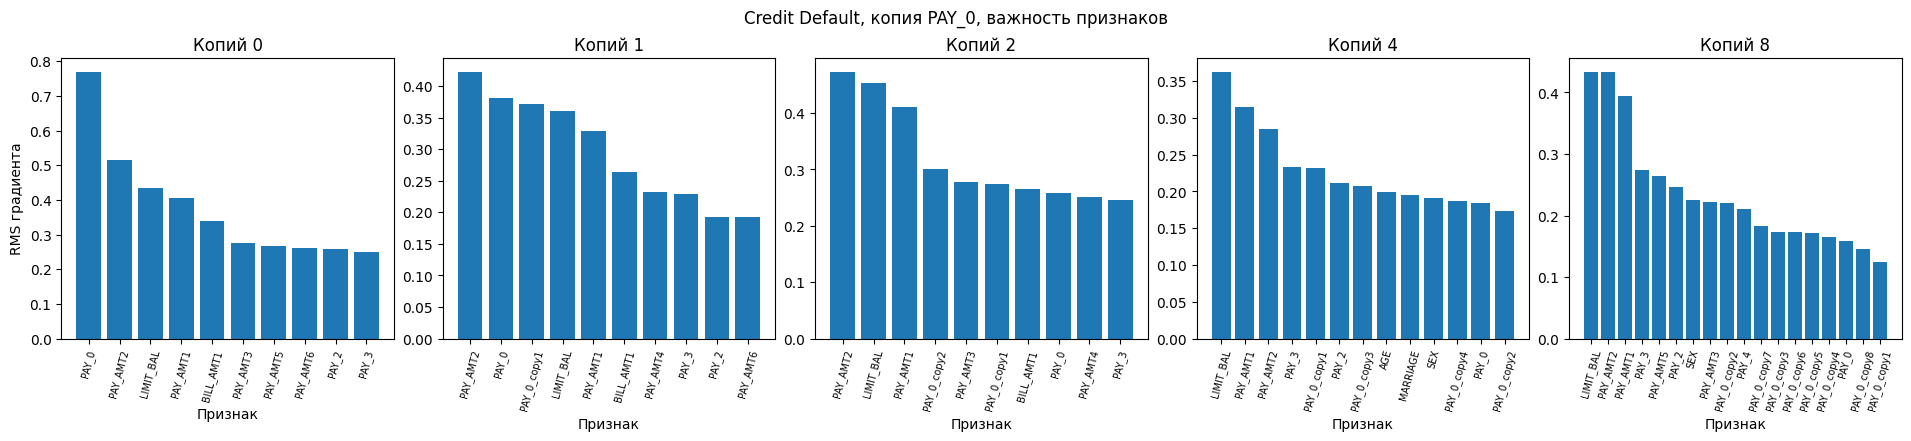 Credit Default, копия PAY_0, важность признаков
Копий 0
RMS градиента
0.8
0.7
0.6
0.5
0.4
0.3
0.2
0.1
0.0
PAY_0
PAY_AMT2
LIMIT_BAL
PAY_AMT1
BILL_AMT1
PAY_AMT3
PAY_AMT5
PAY_AMT6
PAY_2
PAY_3
Признак
Копий 1
0.40
0.35
0.30
0.25
0.20
0.15
0.10
0.05
0.00
PAY_AMT2
PAY_0
PAY_0_copy1
LIMIT_BAL
PAY_AMT1
BILL_AMT1
PAY_AMT4
PAY_3
PAY_2
PAY_AMT6
Признак
Копий 2
0.4
0.3
0.2
0.1
0.0
PAY_AMT2
LIMIT_BAL
PAY_AMT1
PAY_0_copy2
PAY_AMT3
PAY_0_copy1
BILL_AMT1
PAY_0
PAY_AMT4
PAY_3
Признак
Копий 4
0.35
0.30
0.25
0.20
0.15
0.10
0.05
0.00
LIMIT_BAL
PAY_AMT1
PAY_AMT2
PAY_3
PAY_0_copy1
PAY_2
PAY_0_copy3
AGE
MARRIAGE
SEX
PAY_0_copy4
PAY_0
PAY_0_copy2
Признак
Копий 8
0.4
0.3
0.2
0.1
0.0
LIMIT_BAL
PAY_AMT2
PAY_AMT1
PAY_3
PAY_AMT5
PAY_2
SEX
PAY_AMT3
PAY_0_copy2
PAY_4
PAY_0_copy7
PAY_0_copy3
PAY_0_copy6
PAY_0_copy5
PAY_0_copy4
PAY_0
PAY_0_copy8
PAY_0_copy1
Признак